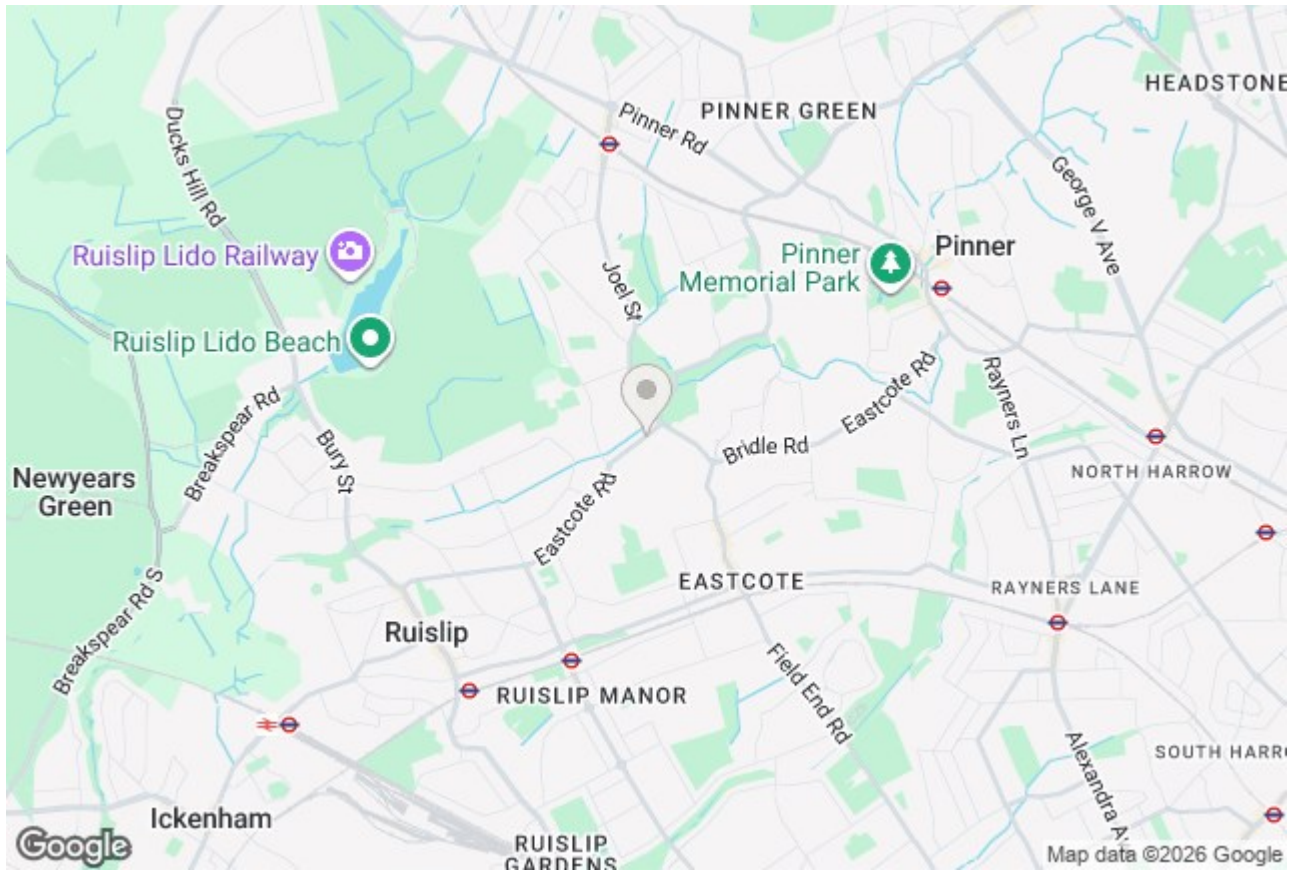 HEADSTONE
PINNER GREEN
Pinner Rd
Ducks Hill Rd
George V Ave
Ruislip Lido Railway
Pinner
Memorial Park
Pinner
Joel St
Ruislip Lido Beach
Eastcote Rd
Rayners Ln
Breakspear Rd
Bury St
Bridle Rd
NORTH HARROW
Newyears
Green
Eastcote Rd
EASTCOTE
RAYNERS LANE
Breakspear Rd S
Ruislip
Field End Rd
RUISLIP MANOR
Alexandra Av
SOUTH HARR
Ickenham
RUISLIP
GARDENS
Google
Map data ©2026 Google